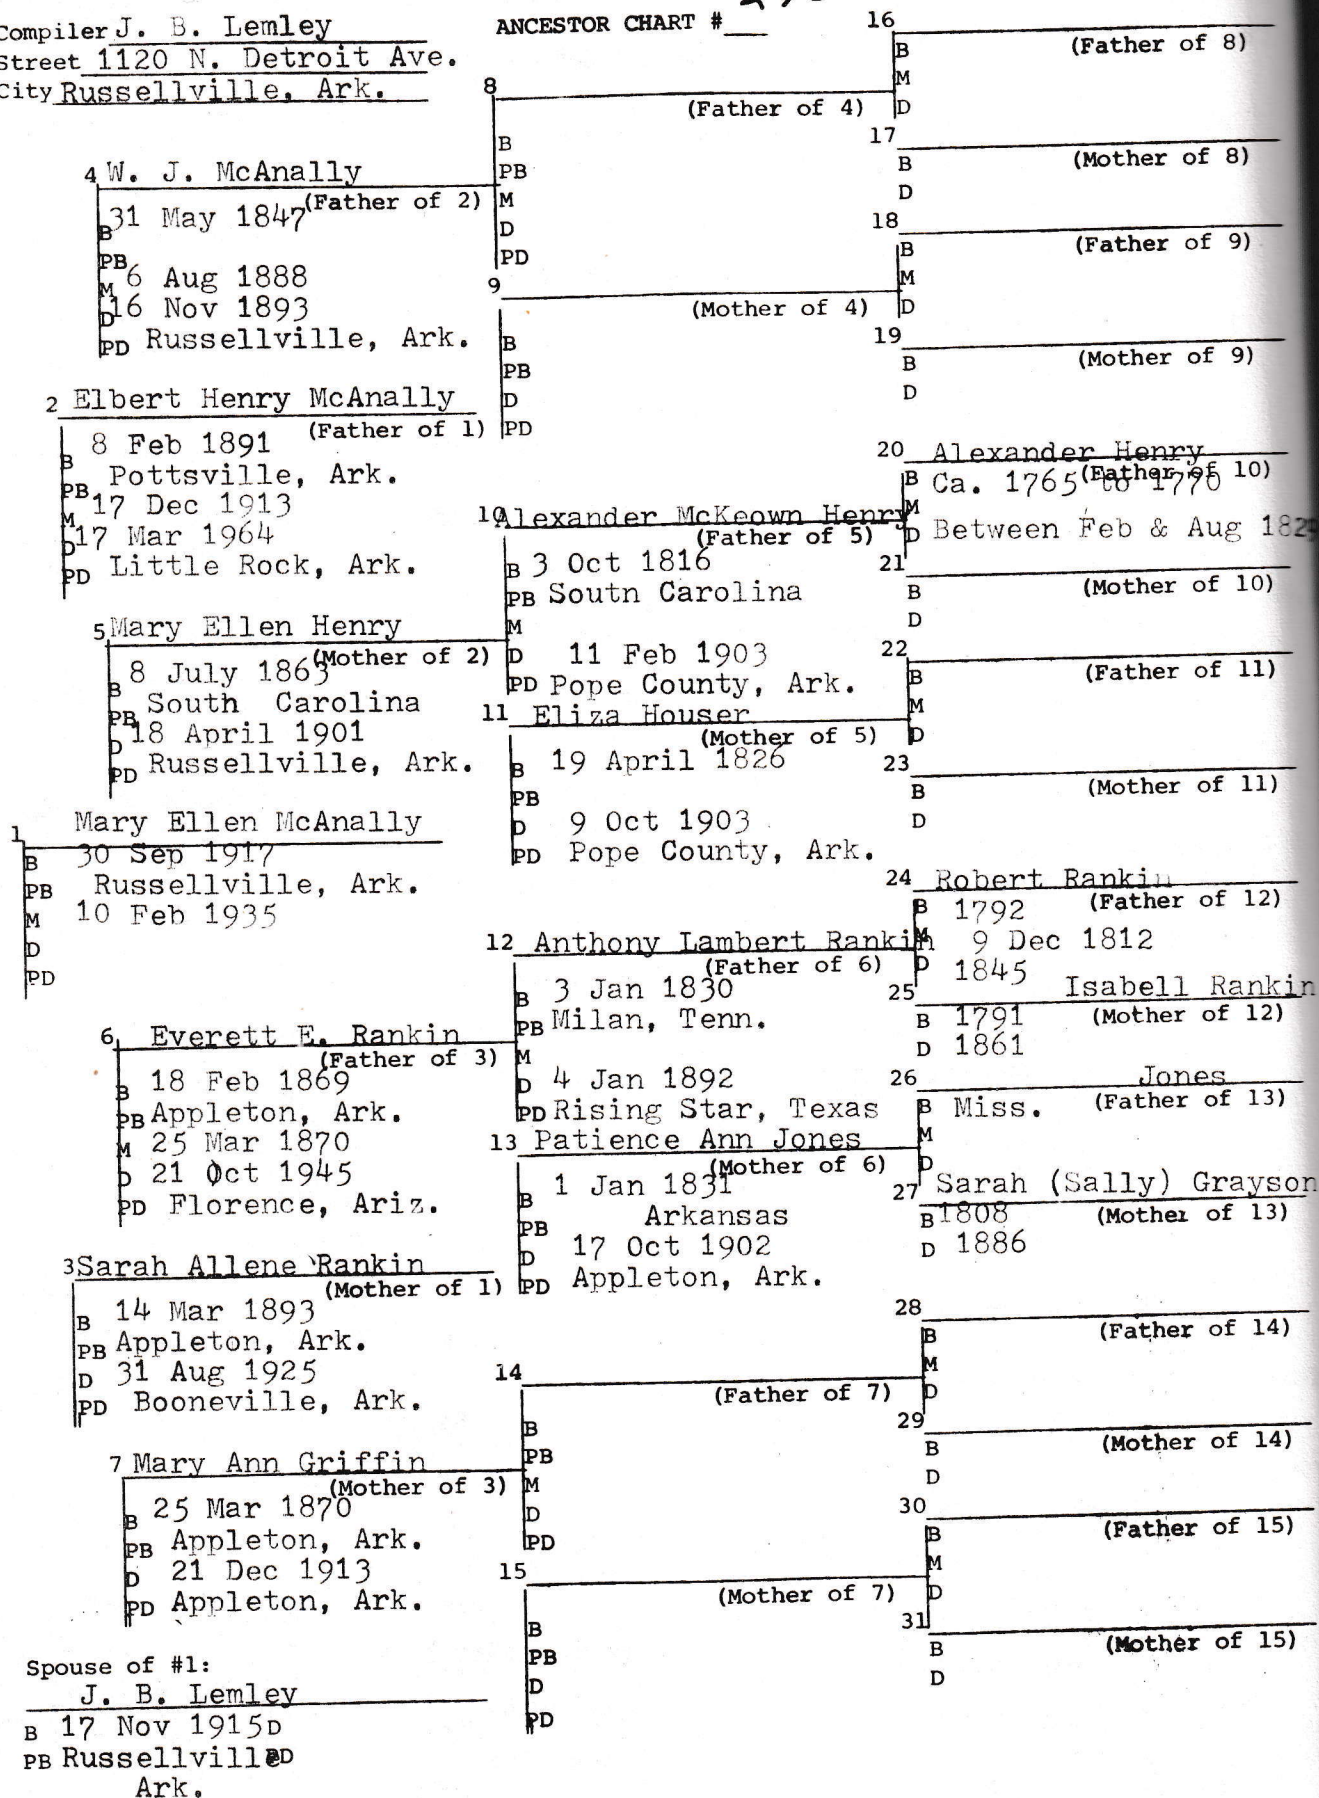 Compiler J. B. Lemley
Street 1120 N. Detroit Ave.
City Russellville, Ark.
ANCESTOR CHART #
4 W. J. McAnally
(Father of 2)
B 31 May 1847
PB
M 6 Aug 1888
D 16 Nov 1893
PD Russellville, Ark.
2 Elbert Henry McAnally
(Father of 1)
B 8 Feb 1891
PB Pottsville, Ark.
M 17 Dec 1913
D 17 Mar 1964
PD Little Rock, Ark.
5 Mary Ellen Henry
(Mother of 2)
B 8 July 1863
PB South Carolina
D 18 April 1901
PD Russellville, Ark.
1 Mary Ellen McAnally
B 30 Sep 1917
PB Russellville, Ark.
M 10 Feb 1935
D
PD
6 Everett E. Rankin
(Father of 3)
B 18 Feb 1869
PB Appleton, Ark.
M 25 Mar 1870
D 21 Oct 1945
PD Florence, Ariz.
3 Sarah Allene Rankin
(Mother of 1)
B 14 Mar 1893
PB Appleton, Ark.
D 31 Aug 1925
PD Booneville, Ark.
7 Mary Ann Griffin
(Mother of 3)
B 25 Mar 1870
PB Appleton, Ark.
D 21 Dec 1913
PD Appleton, Ark.
Spouse of #1:
J. B. Lemley
B 17 Nov 1915 D
PB Russellville PD
Ark.
8
(Father of 4)
B
PB
M
D
PD
9
(Mother of 4)
B
PB
D
PD
10 Alexander McKeown Henry
(Father of 5)
B 3 Oct 1816
PB Soutn Carolina
M
D 11 Feb 1903
PD Pope County, Ark.
11 Eliza Houser
(Mother of 5)
B 19 April 1826
PB
D 9 Oct 1903
PD Pope County, Ark.
12 Anthony Lambert Rankin
(Father of 6)
B 3 Jan 1830
PB Milan, Tenn.
M
D 4 Jan 1892
PD Rising Star, Texas
13 Patience Ann Jones
(Mother of 6)
B 1 Jan 1831
PB Arkansas
D 17 Oct 1902
PD Appleton, Ark.
14
(Father of 7)
B
PB
M
D
PD
15
(Mother of 7)
B
PB
D
PD
16
(Father of 8)
B
M
D
17
(Mother of 8)
B
D
18
(Father of 9)
B
M
D
19
(Mother of 9)
B
D
20 Alexander Henry
(Father of 10)
B Ca. 1765 to 1770
M
D Between Feb & Aug 1825
21
(Mother of 10)
B
D
22
(Father of 11)
B
M
D
23
(Mother of 11)
B
D
24 Robert Rankin
(Father of 12)
B 1792
M 9 Dec 1812
D 1845
25 Isabell Rankin
(Mother of 12)
B 1791
D 1861
26 Jones
(Father of 13)
B Miss.
M
D
27 Sarah (Sally) Grayson
(Mother of 13)
B 1808
D 1886
28
(Father of 14)
B
M
D
29
(Mother of 14)
B
D
30
(Father of 15)
B
M
D
31
(Mother of 15)
B
D